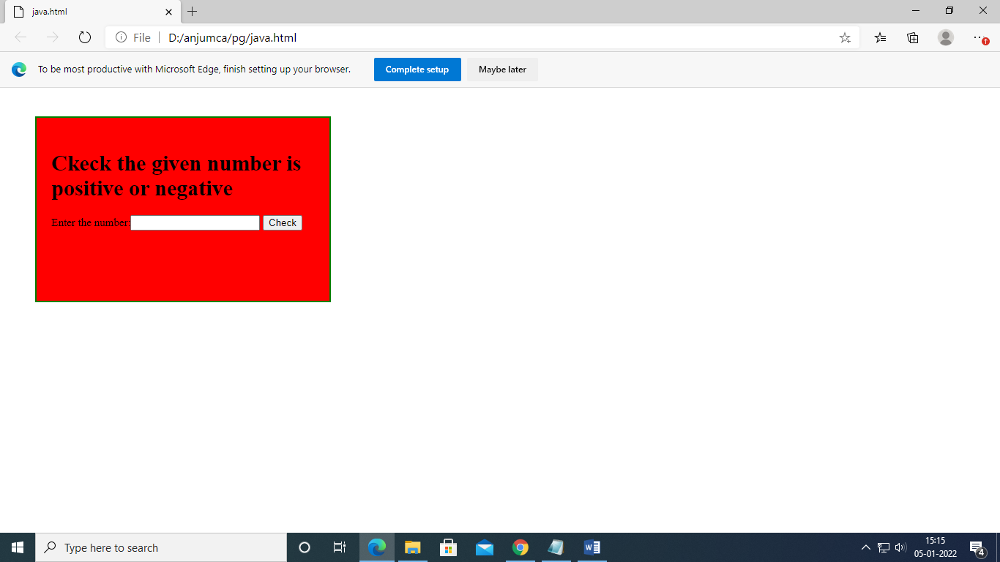 java.html
File
D:/anjumca/pg/java.html
To be most productive with Microsoft Edge, finish setting up your browser.
Complete setup
Maybe later
Ckeck the given number is
positive or negative
Enter the number:
Check
Type here to search
W
15:15
05-01-2022
4